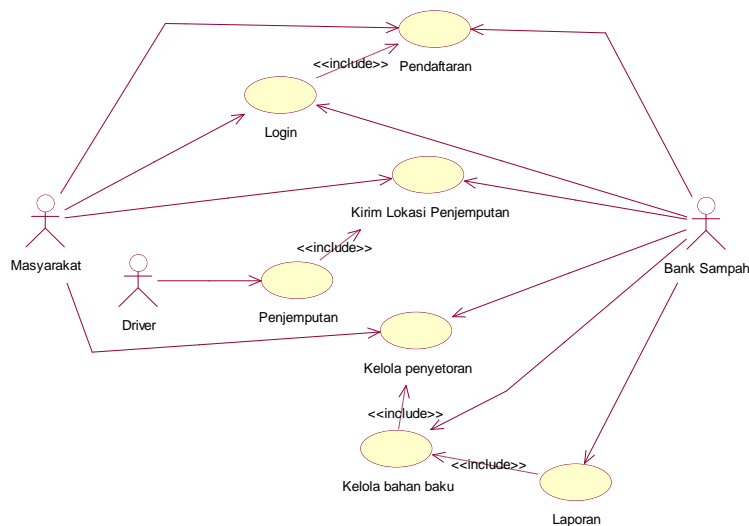 <<include>>
Pendaftaran
Login
Kirim Lokasi Penjemputan
Masyarakat
<<include>>
Bank Sampah
Driver
Penjemputan
Kelola penyetoran
<<include>>
<<include>>
Kelola bahan baku
Laporan